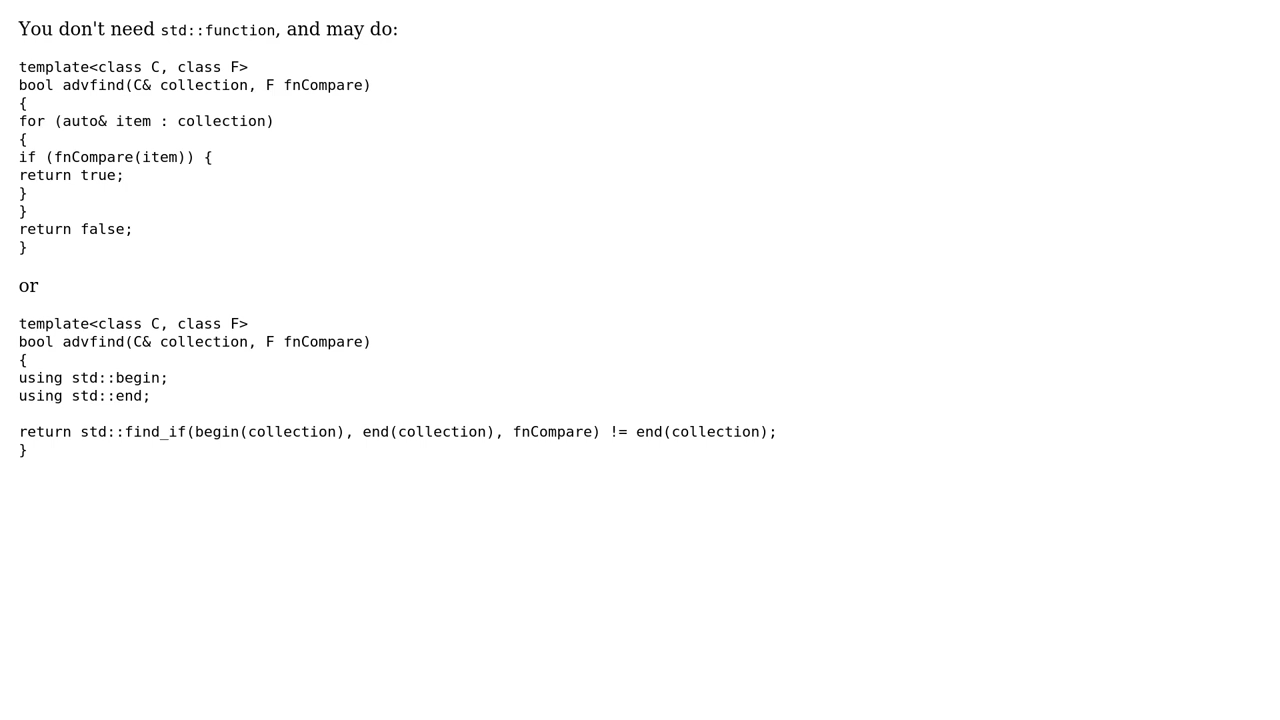 You don't need std::function, and may do:
template<class C, class F>
bool advfind(C& collection, F fnCompare)
{
for (auto& item : collection)
{
if (fnCompare(item)) {
return true;
}
}
return false;
}
or
template<class C, class F>
bool advfind(C& collection, F fnCompare)
{
using std::begin;
using std::end;
return std::find_if(begin(collection), end(collection), fnCompare) != end(collection);
}